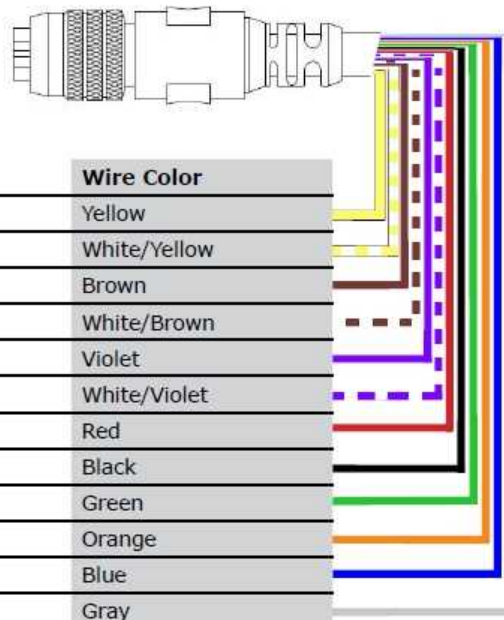 Wire Color
Yellow
White/Yellow
Brown
White/Brown
Violet
White/Violet
Red
Black
Green
Orange
Blue
Gray